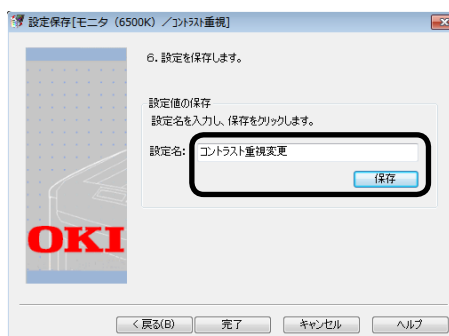 設定保存[モニタ（6500K）／ｺﾝﾄﾗｽﾄ重視]
6．設定を保存します。
設定値の保存
設定名を入力し、保存をクリックします。
設定名：
コントラスト重視変更
保存
OKI
＜戻る(B)
完了
キャンセル
ヘルプ